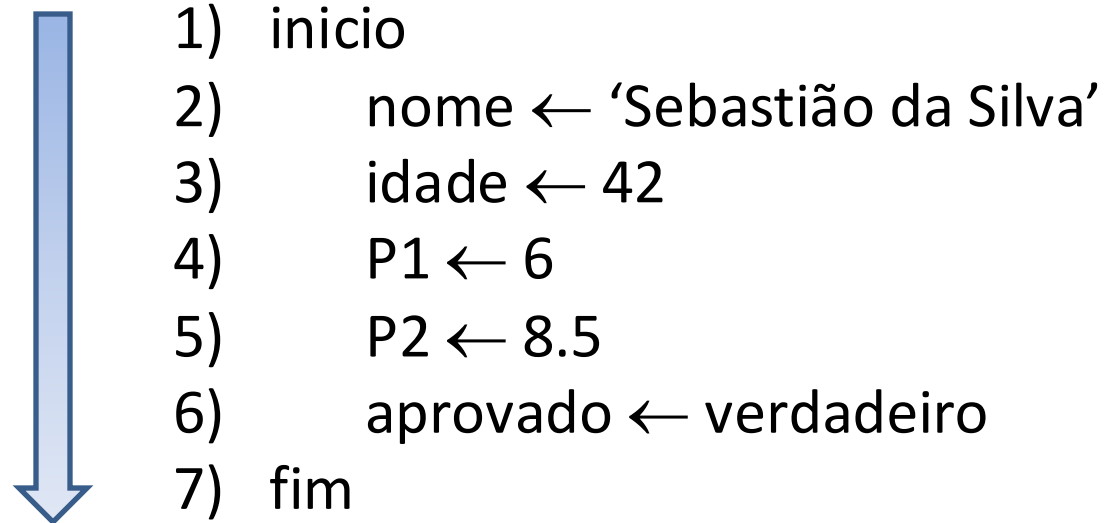 1) inicio
2) nome ← ‘Sebastião da Silva’
3) idade ← 42
4) P1 ← 6
5) P2 ← 8.5
6) aprovado ← verdadeiro
7) fim